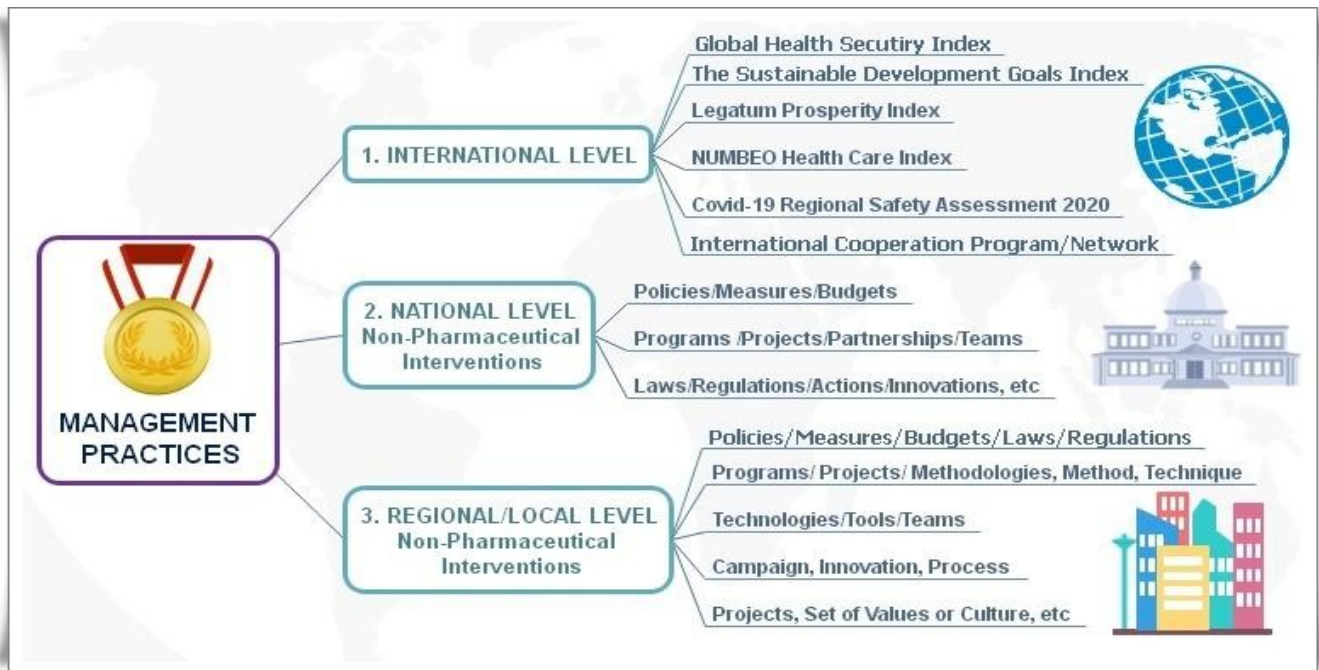 MANAGEMENT
PRACTICES
1. INTERNATIONAL LEVEL
Global Health Secutiry Index
The Sustainable Development Goals Index
Legatum Prosperity Index
NUMBEO Health Care Index
Covid-19 Regional Safety Assessment 2020
International Cooperation Program/Network
2. NATIONAL LEVEL
Non-Pharmaceutical
Interventions
Policies/Measures/Budgets
Programs /Projects/Partnerships/Teams
Laws/Regulations/Actions/Innovations, etc
3. REGIONAL/LOCAL LEVEL
Non-Pharmaceutical
Interventions
Policies/Measures/Budgets/Laws/Regulations
Programs/ Projects/ Methodologies, Method, Technique
Technologies/Tools/Teams
Campaign, Innovation, Process
Projects, Set of Values or Culture, etc